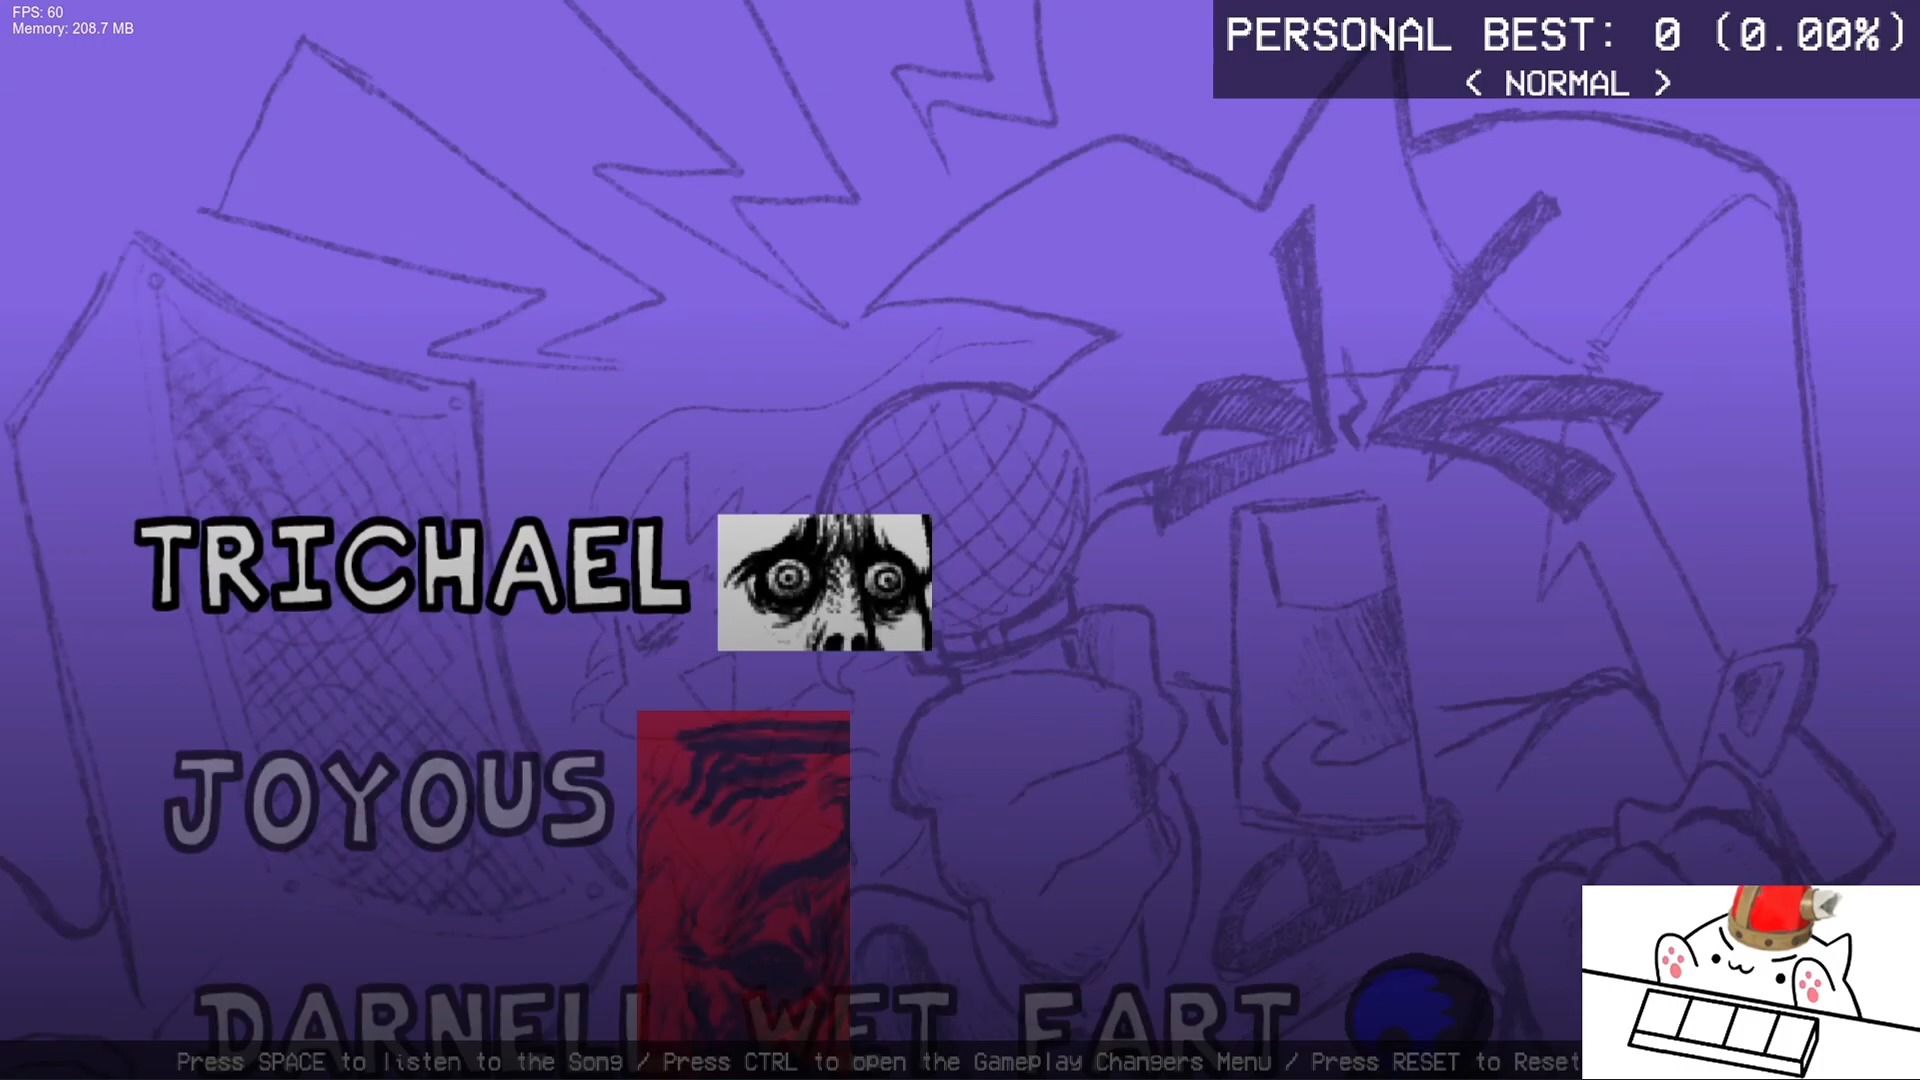 FPS: 60
Memory: 208.7 MB
PERSONAL BEST: 0 (0.00%)
< NORMAL >
TRICHAEL
JOYOUS
DARNELL WET FART
Press SPACE to listen to the Song / Press CTRL to open the Gameplay Changers Menu / Press RESET to Reset